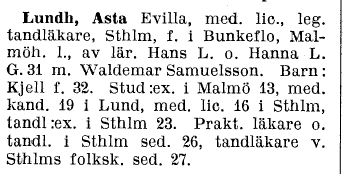 Lundh, Asta Evilla, med. lic., leg.
tandläkare, Sthlm, f. i Bunkeflo, Mal-
möh. l., av lär. Hans L. o. Hanna L.
G. 31 m. Waldemar Samuelsson. Barn:
Kjell f. 32. Stud:ex. i Malmö 13, med.
kand. 19 i Lund, med. lic. 16 i Sthlm,
tandl:ex. i Sthlm 23. Prakt. läkare o.
tandl. i Sthlm sed. 26, tandläkare v.
Sthlms folksk. sed. 27.